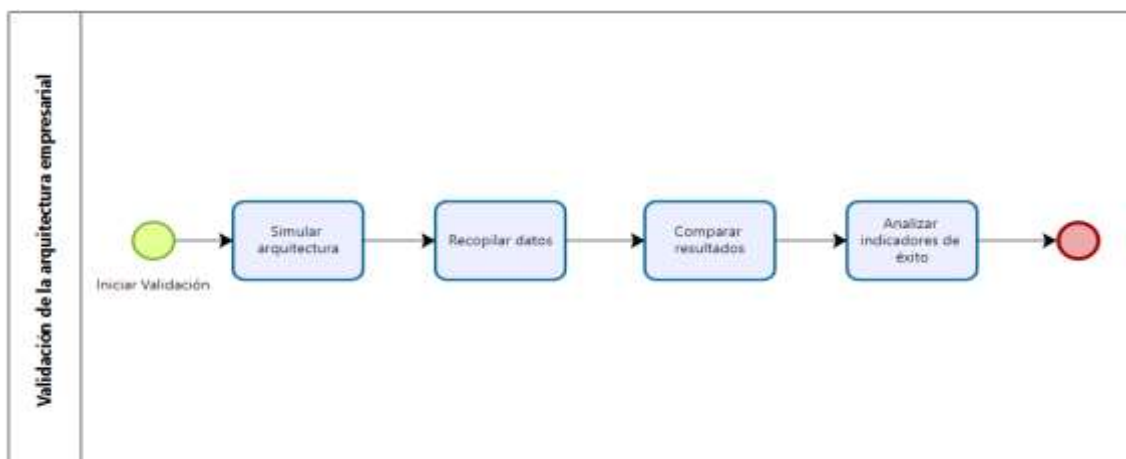 Validación de la arquitectura empresarial
Iniciar Validación
Simular
arquitectura
Recopilar datos
Comparar
resultados
Analizar
indicadores de
éxito